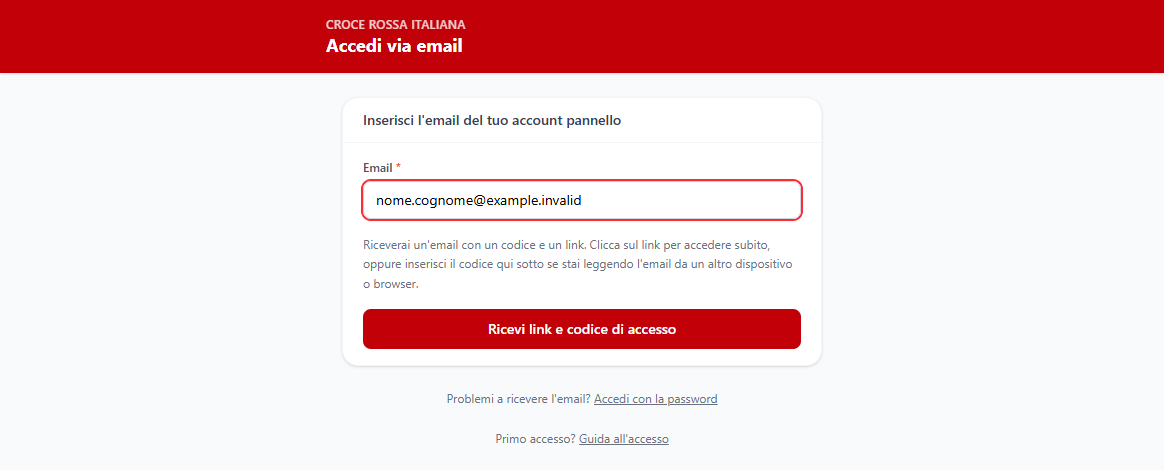 CROCE ROSSA ITALIANA
Accedi via email
Inserisci l'email del tuo account pannello
Email *
nome.cognome@example.invalid
Riceverai un'email con un codice e un link. Clicca sul link per accedere subito,
oppure inserisci il codice qui sotto se stai leggendo l'email da un altro dispositivo
o browser.
Ricevi link e codice di accesso
Problemi a ricevere l'email? Accedi con la password
Primo accesso? Guida all'accesso